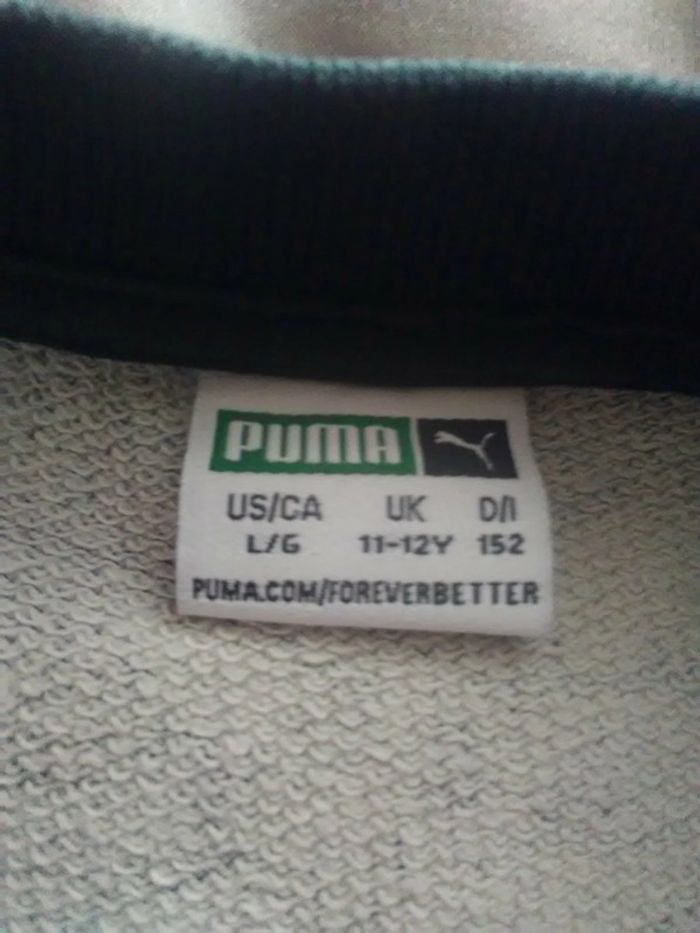 PUMA
US/CA UK D/I
L/G 11-12Y 152
PUMA.COM/FOREVERBETTER